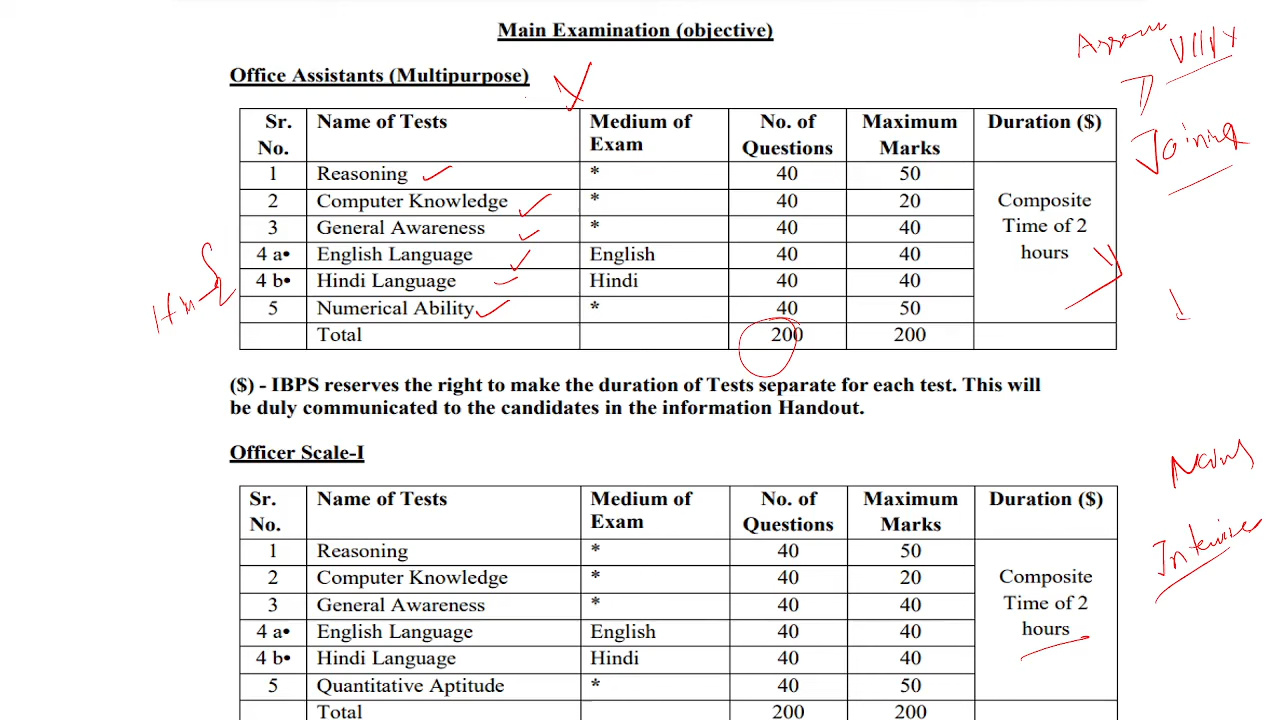 Main Examination (objective)
Office Assistants (Multipurpose)
Sr. No. Name of Tests Medium of Exam No. of Questions Maximum Marks Duration ($)
1 Reasoning * 40 50 Composite Time of 2 hours
2 Computer Knowledge * 40 20
3 General Awareness * 40 40
4 a• English Language English 40 40
4 b• Hindi Language Hindi 40 40
5 Numerical Ability * 40 50
Total 200 200
($) - IBPS reserves the right to make the duration of Tests separate for each test. This will
be duly communicated to the candidates in the information Handout.
Officer Scale-I
Sr. No. Name of Tests Medium of Exam No. of Questions Maximum Marks Duration ($)
1 Reasoning * 40 50 Composite Time of 2 hours
2 Computer Knowledge * 40 20
3 General Awareness * 40 40
4 a• English Language English 40 40
4 b• Hindi Language Hindi 40 40
5 Quantitative Aptitude * 40 50
Total 200 200
Joining